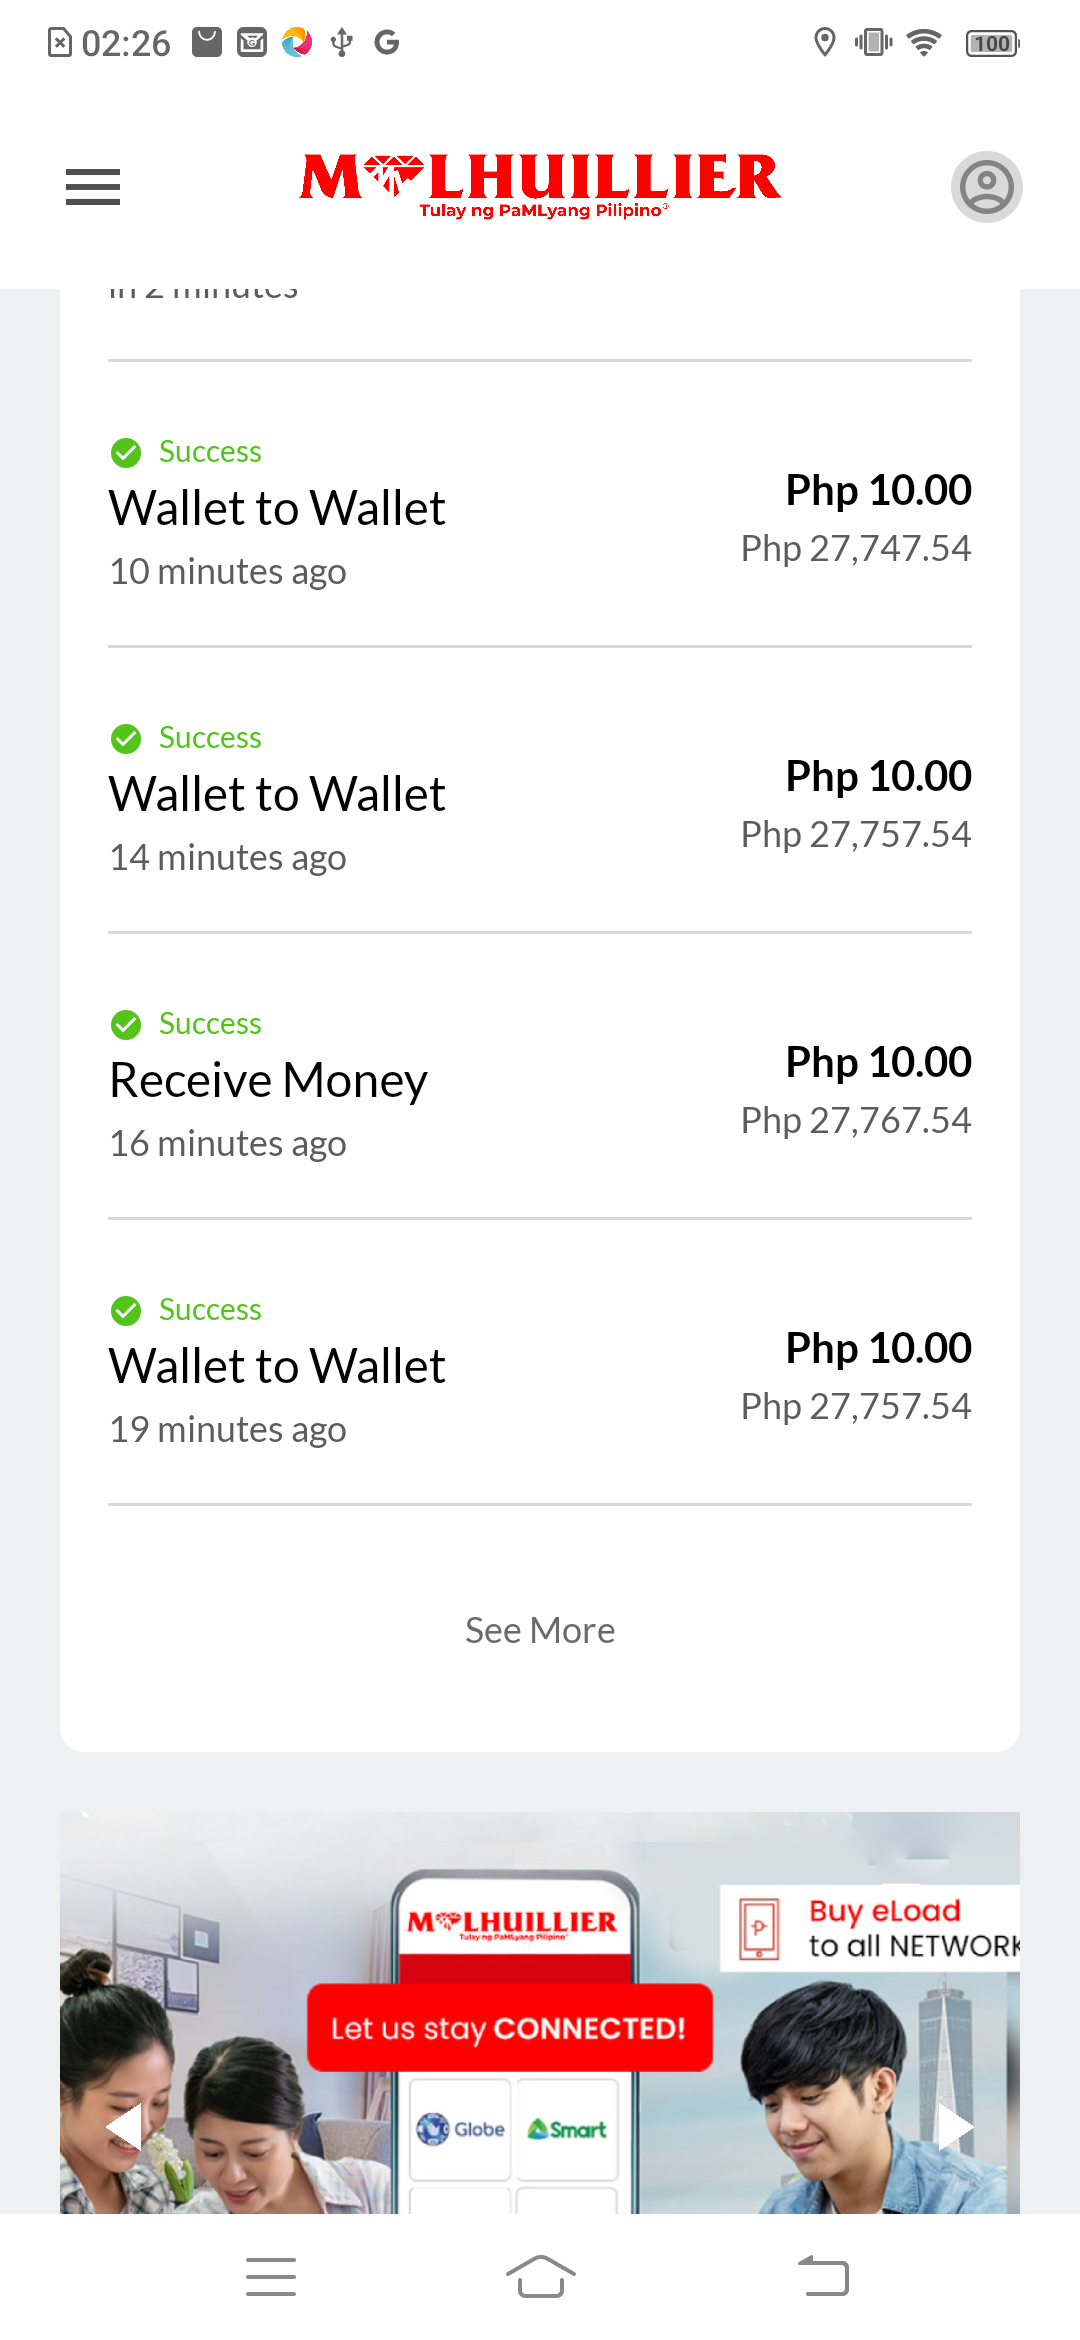 02:26
100
M LHUILLIER
Tulay ng PaMLyang Pilipino
in 2 minutes
Success
Wallet to Wallet
10 minutes ago
Php 10.00
Php 27,747.54
Success
Wallet to Wallet
14 minutes ago
Php 10.00
Php 27,757.54
Success
Receive Money
16 minutes ago
Php 10.00
Php 27,767.54
Success
Wallet to Wallet
19 minutes ago
Php 10.00
Php 27,757.54
See More
M LHUILLIER
Tulay ng PaMLyang Pilipino
Buy eLoad
to all NETWORK
Let us stay CONNECTED!
Globe
Smart